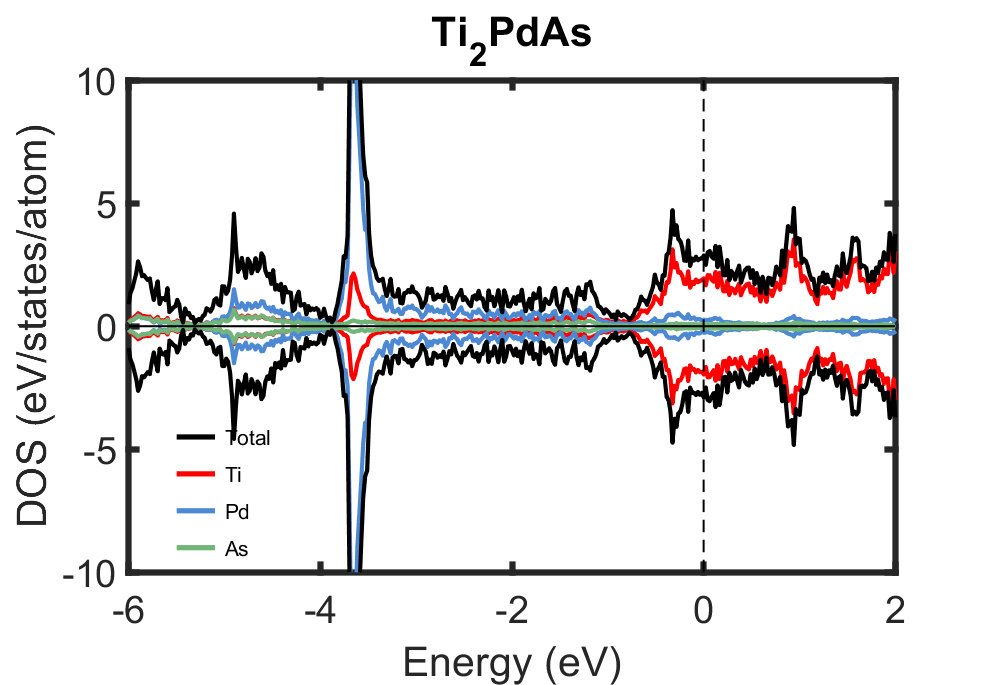 Ti2PdAs
DOS (eV/states/atom)
10
5
0
-5
-10
Total
Ti
Pd
As
-6
-4
-2
0
2
Energy (eV)